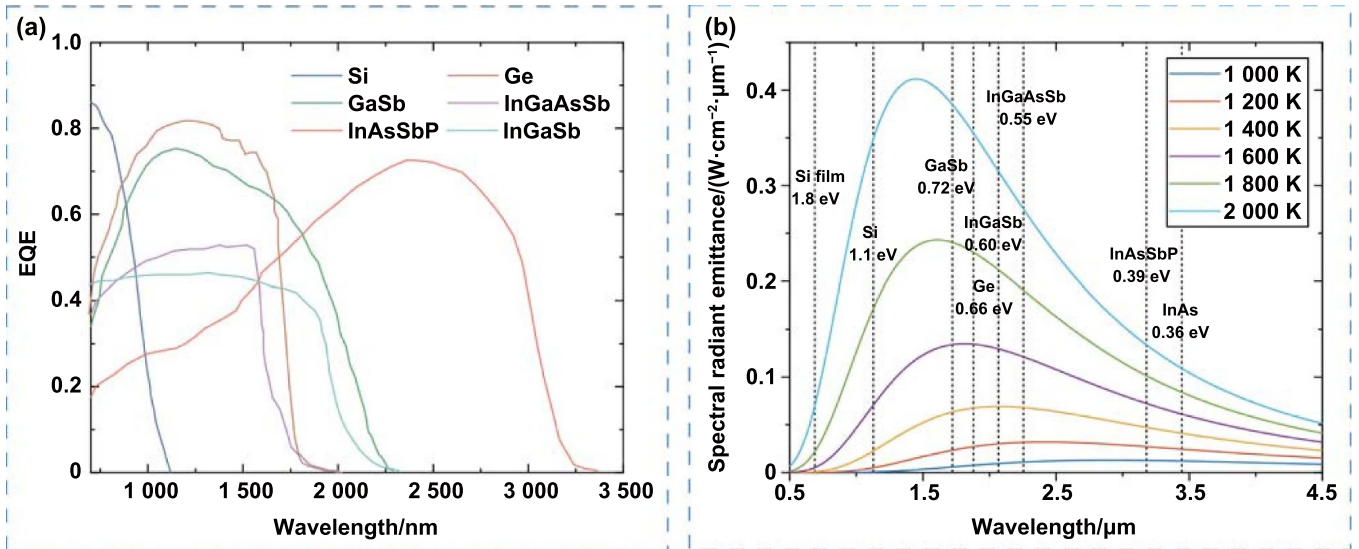 (a)
1.0
0.8
0.6
0.4
0.2
0
EQE
Si
Ge
GaSb
InGaAsSb
InAsSbP
InGaSb
1 000
1 500
2 000
2 500
3 000
3 500
Wavelength/nm
(b)
0.4
0.3
0.2
0.1
0
Spectral radiant emittance/(W·cm⁻²·μm⁻¹)
Si film
1.8 eV
Si
1.1 eV
GaSb
0.72 eV
InGaAsSb
0.55 eV
InGaSb
0.60 eV
Ge
0.66 eV
InAsSbP
0.39 eV
InAs
0.36 eV
1 000 K
1 200 K
1 400 K
1 600 K
1 800 K
2 000 K
0.5
1.5
2.5
3.5
4.5
Wavelength/μm